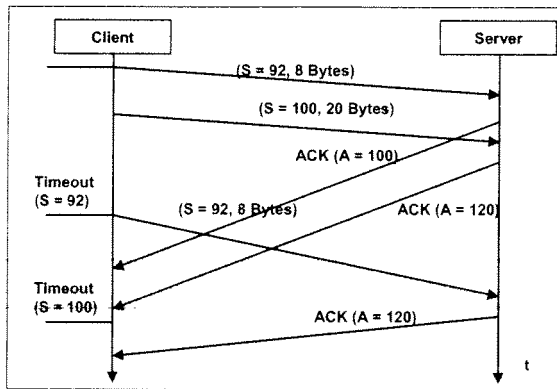 Client
Server
(S = 92, 8 Bytes)
(S = 100, 20 Bytes)
ACK (A = 100)
Timeout
(S = 92)
(S = 92, 8 Bytes)
ACK (A = 120)
Timeout
(S = 100)
ACK (A = 120)
t